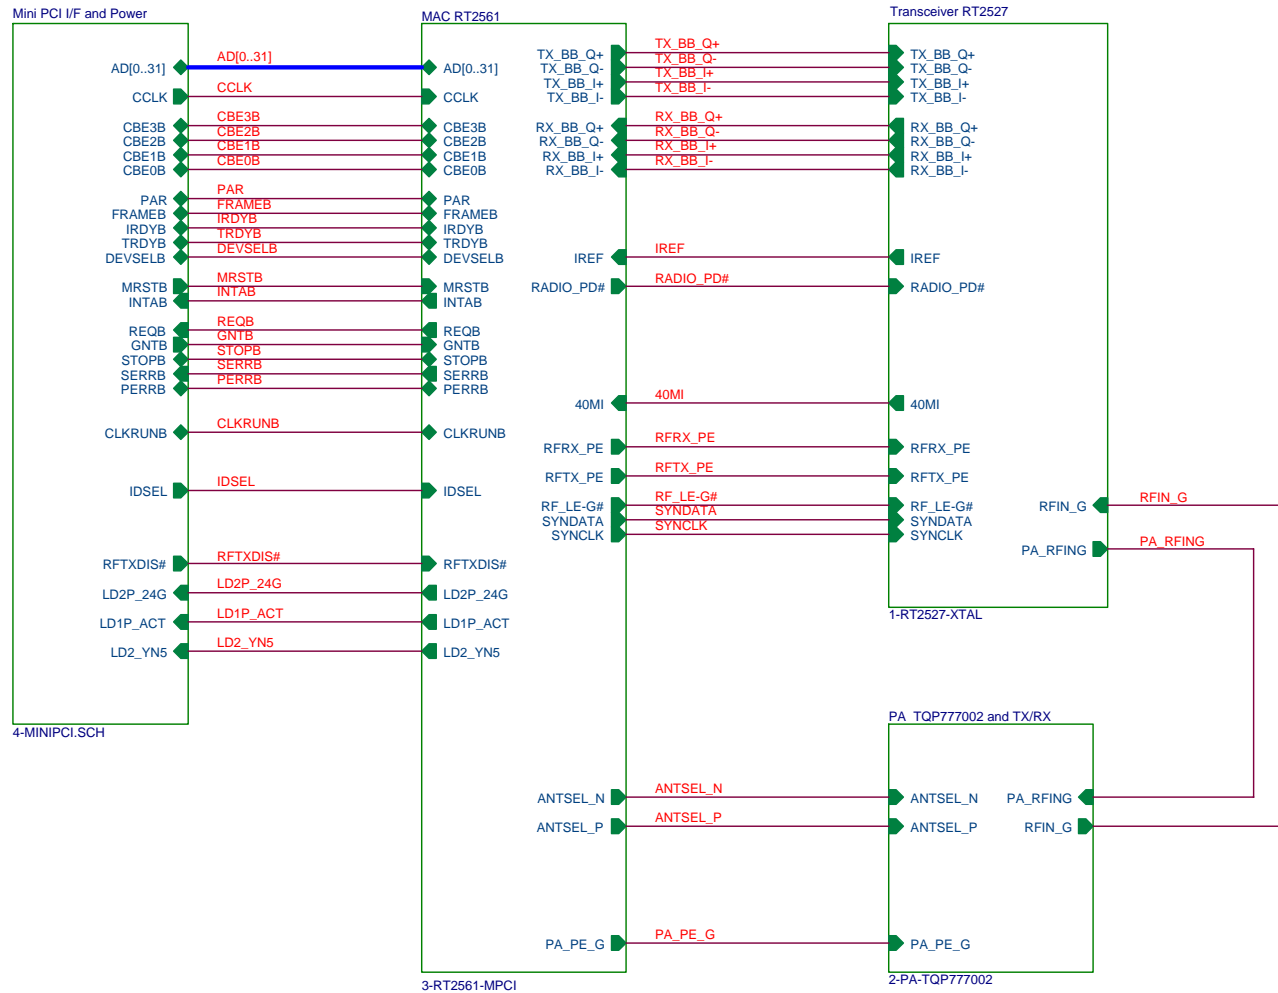 Mini PCI I/F and Power
AD[0..31]
CCLK
CBE3B
CBE2B
CBE1B
CBE0B
PAR
FRAMEB
IRDYB
TRDYB
DEVSELB
MRSTB
INTAB
REQB
GNTB
STOPB
SERRB
PERRB
CLKRUNB
IDSEL
RFTXDIS#
LD2P_24G
LD1P_ACT
LD2_YN5
4-MINIPCI.SCH
AD[0..31]
CCLK
CBE3B
CBE2B
CBE1B
CBE0B
PAR
FRAMEB
IRDYB
TRDYB
DEVSELB
MRSTB
INTAB
REQB
GNTB
STOPB
SERRB
PERRB
CLKRUNB
IDSEL
RFTXDIS#
LD2P_24G
LD1P_ACT
LD2_YN5
MAC RT2561
AD[0..31]
CCLK
CBE3B
CBE2B
CBE1B
CBE0B
PAR
FRAMEB
IRDYB
TRDYB
DEVSELB
MRSTB
INTAB
REQB
GNTB
STOPB
SERRB
PERRB
CLKRUNB
IDSEL
RFTXDIS#
LD2P_24G
LD1P_ACT
LD2_YN5
TX_BB_Q+
TX_BB_Q-
TX_BB_I+
TX_BB_I-
RX_BB_Q+
RX_BB_Q-
RX_BB_I+
RX_BB_I-
IREF
RADIO_PD#
40MI
RFRX_PE
RFTX_PE
RF_LE-G#
SYNDATA
SYNCLK
ANTSEL_N
ANTSEL_P
PA_PE_G
3-RT2561-MPCI
TX_BB_Q+
TX_BB_Q-
TX_BB_I+
TX_BB_I-
RX_BB_Q+
RX_BB_Q-
RX_BB_I+
RX_BB_I-
IREF
RADIO_PD#
40MI
RFRX_PE
RFTX_PE
RF_LE-G#
SYNDATA
SYNCLK
ANTSEL_N
ANTSEL_P
PA_PE_G
Transceiver RT2527
TX_BB_Q+
TX_BB_Q-
TX_BB_I+
TX_BB_I-
RX_BB_Q+
RX_BB_Q-
RX_BB_I+
RX_BB_I-
IREF
RADIO_PD#
40MI
RFRX_PE
RFTX_PE
RF_LE-G#
SYNDATA
SYNCLK
RFIN_G
PA_RFING
1-RT2527-XTAL
RFIN_G
PA_RFING
PA TQP777002 and TX/RX
ANTSEL_N
ANTSEL_P
PA_PE_G
PA_RFING
RFIN_G
2-PA-TQP777002